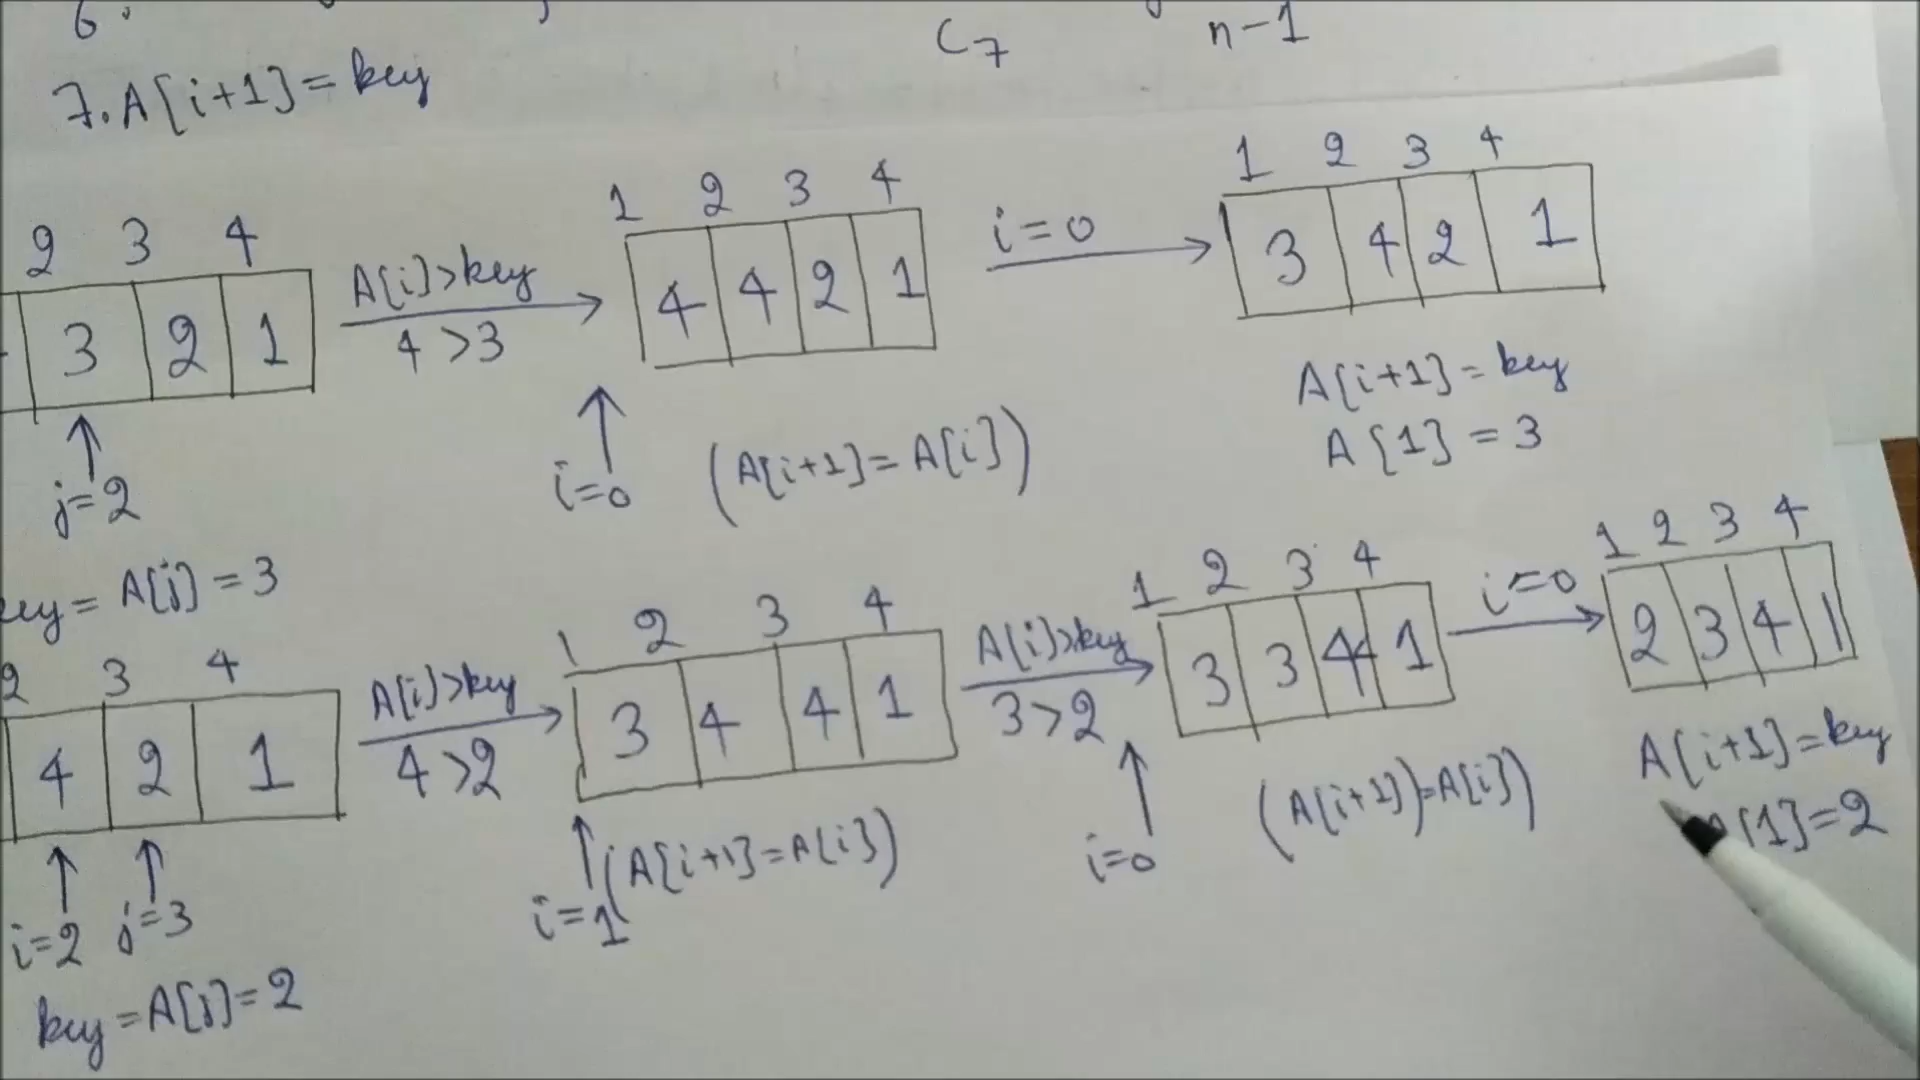 6.
7. A[i+1] = key
C7 n-1
2 3 4
3 2 1
j=2
key = A[j] = 3
A[i]>key
4 >3
1 2 3 4
4 4 2 1
i=0
(A[i+1] = A[i])
i = 0
1 2 3 4
3 4 2 1
A[i+1] = key
A[1] = 3
2 3 4
4 2 1
i=2 j=3
key = A[j] = 2
A[i]>key
4 >2
1 2 3 4
3 4 4 1
i=1
(A[i+1] = A[i])
A[i]>key
3 >2
1 2 3 4
3 3 4 1
i=0
(A[i+1] = A[i])
i=0
1 2 3 4
2 3 4 1
A[i+1] = key
A[1] = 2